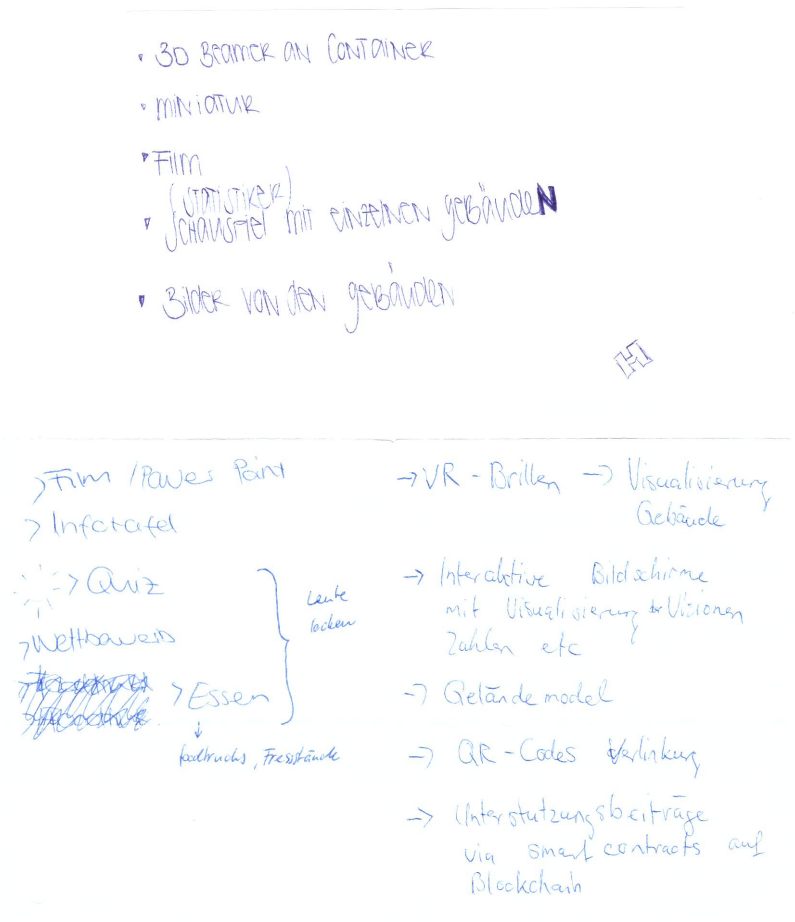 • 3D BEAMER AN CONTAINER
• MINIATUR
• FILM
(STATISTIKER)
• SCHAUSPIEL MIT EINZELNEN GEBÄUDEN
• BILDER VON DEN GEBÄUDEN
H
> Film / Power Point
> Infotafel
> Quiz
> Wettbewerb
> Essen
Leute
locken
↓
foodtrucks, Fressstände
→ VR-Brillen → Visualisierung
Gebäude
→ Interaktive Bildschirme
mit Visualisierung der Visionen
Zahlen etc
→ Geländemodel
→ QR-Codes Verlinkung
→ Unterstutzungsbeiträge
via smart contracts auf
Blockchain